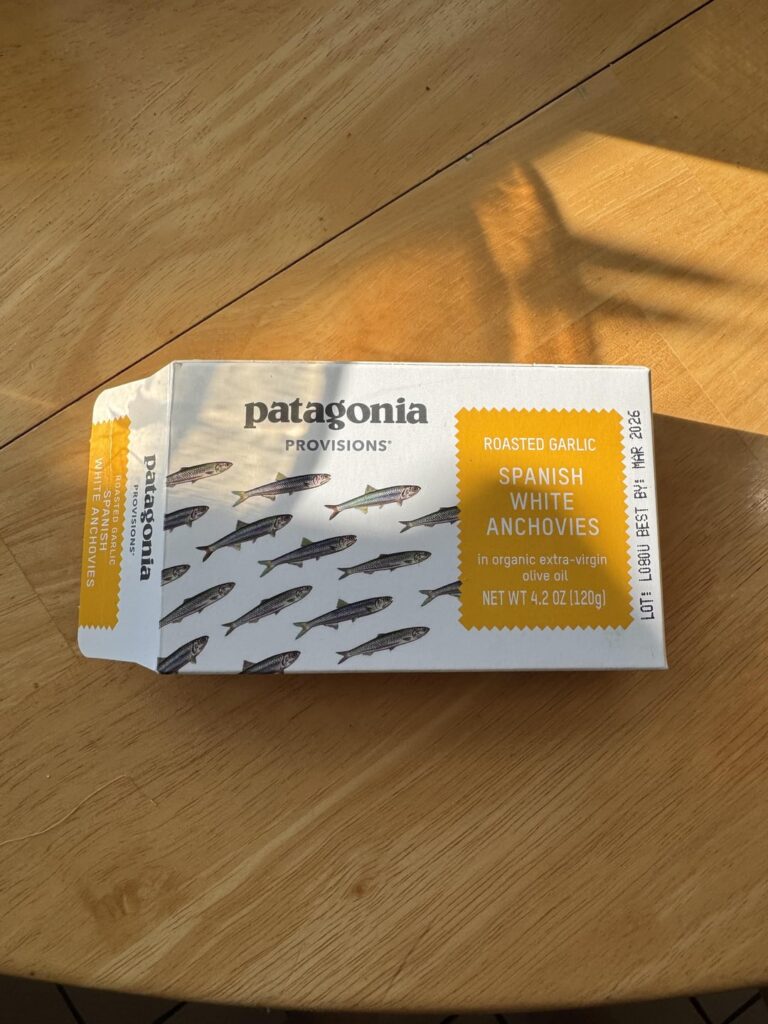 patagonia
PROVISIONS®
ROASTED GARLIC
SPANISH
WHITE
ANCHOVIES
in organic extra-virgin
olive oil
NET WT 4.2 OZ (120g)
LOT: L080U BEST BY: MAR 2026
patagonia
PROVISIONS®
ROASTED GARLIC
SPANISH
WHITE ANCHOVIES